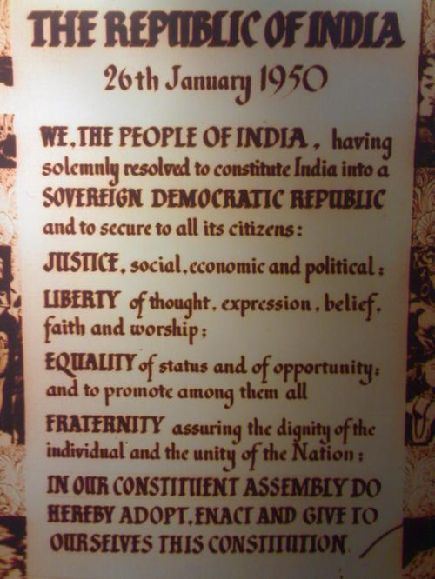 THE REPUBLIC OF INDIA
26th January 1950
WE, THE PEOPLE OF INDIA, having
solemnly resolved to constitute India into a
SOVEREIGN DEMOCRATIC REPUBLIC
and to secure to all its citizens:
JUSTICE, social, economic and political;
LIBERTY of thought, expression, belief,
faith and worship;
EQUALITY of status and of opportunity;
and to promote among them all
FRATERNITY assuring the dignity of the
individual and the unity of the Nation;
IN OUR CONSTITUENT ASSEMBLY DO
HEREBY ADOPT, ENACT AND GIVE TO
OURSELVES THIS CONSTITUTION.